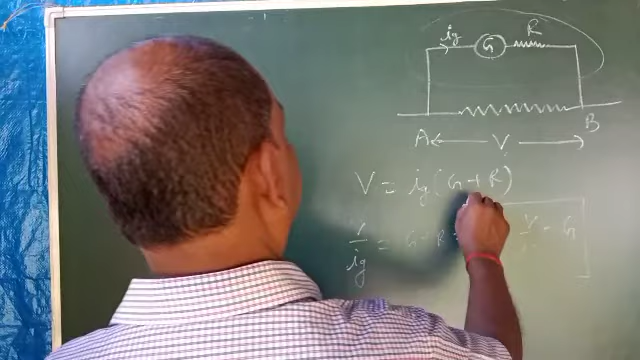 ig G R
A V B
V = ig (G + R)
V/ig = G + R
V - G